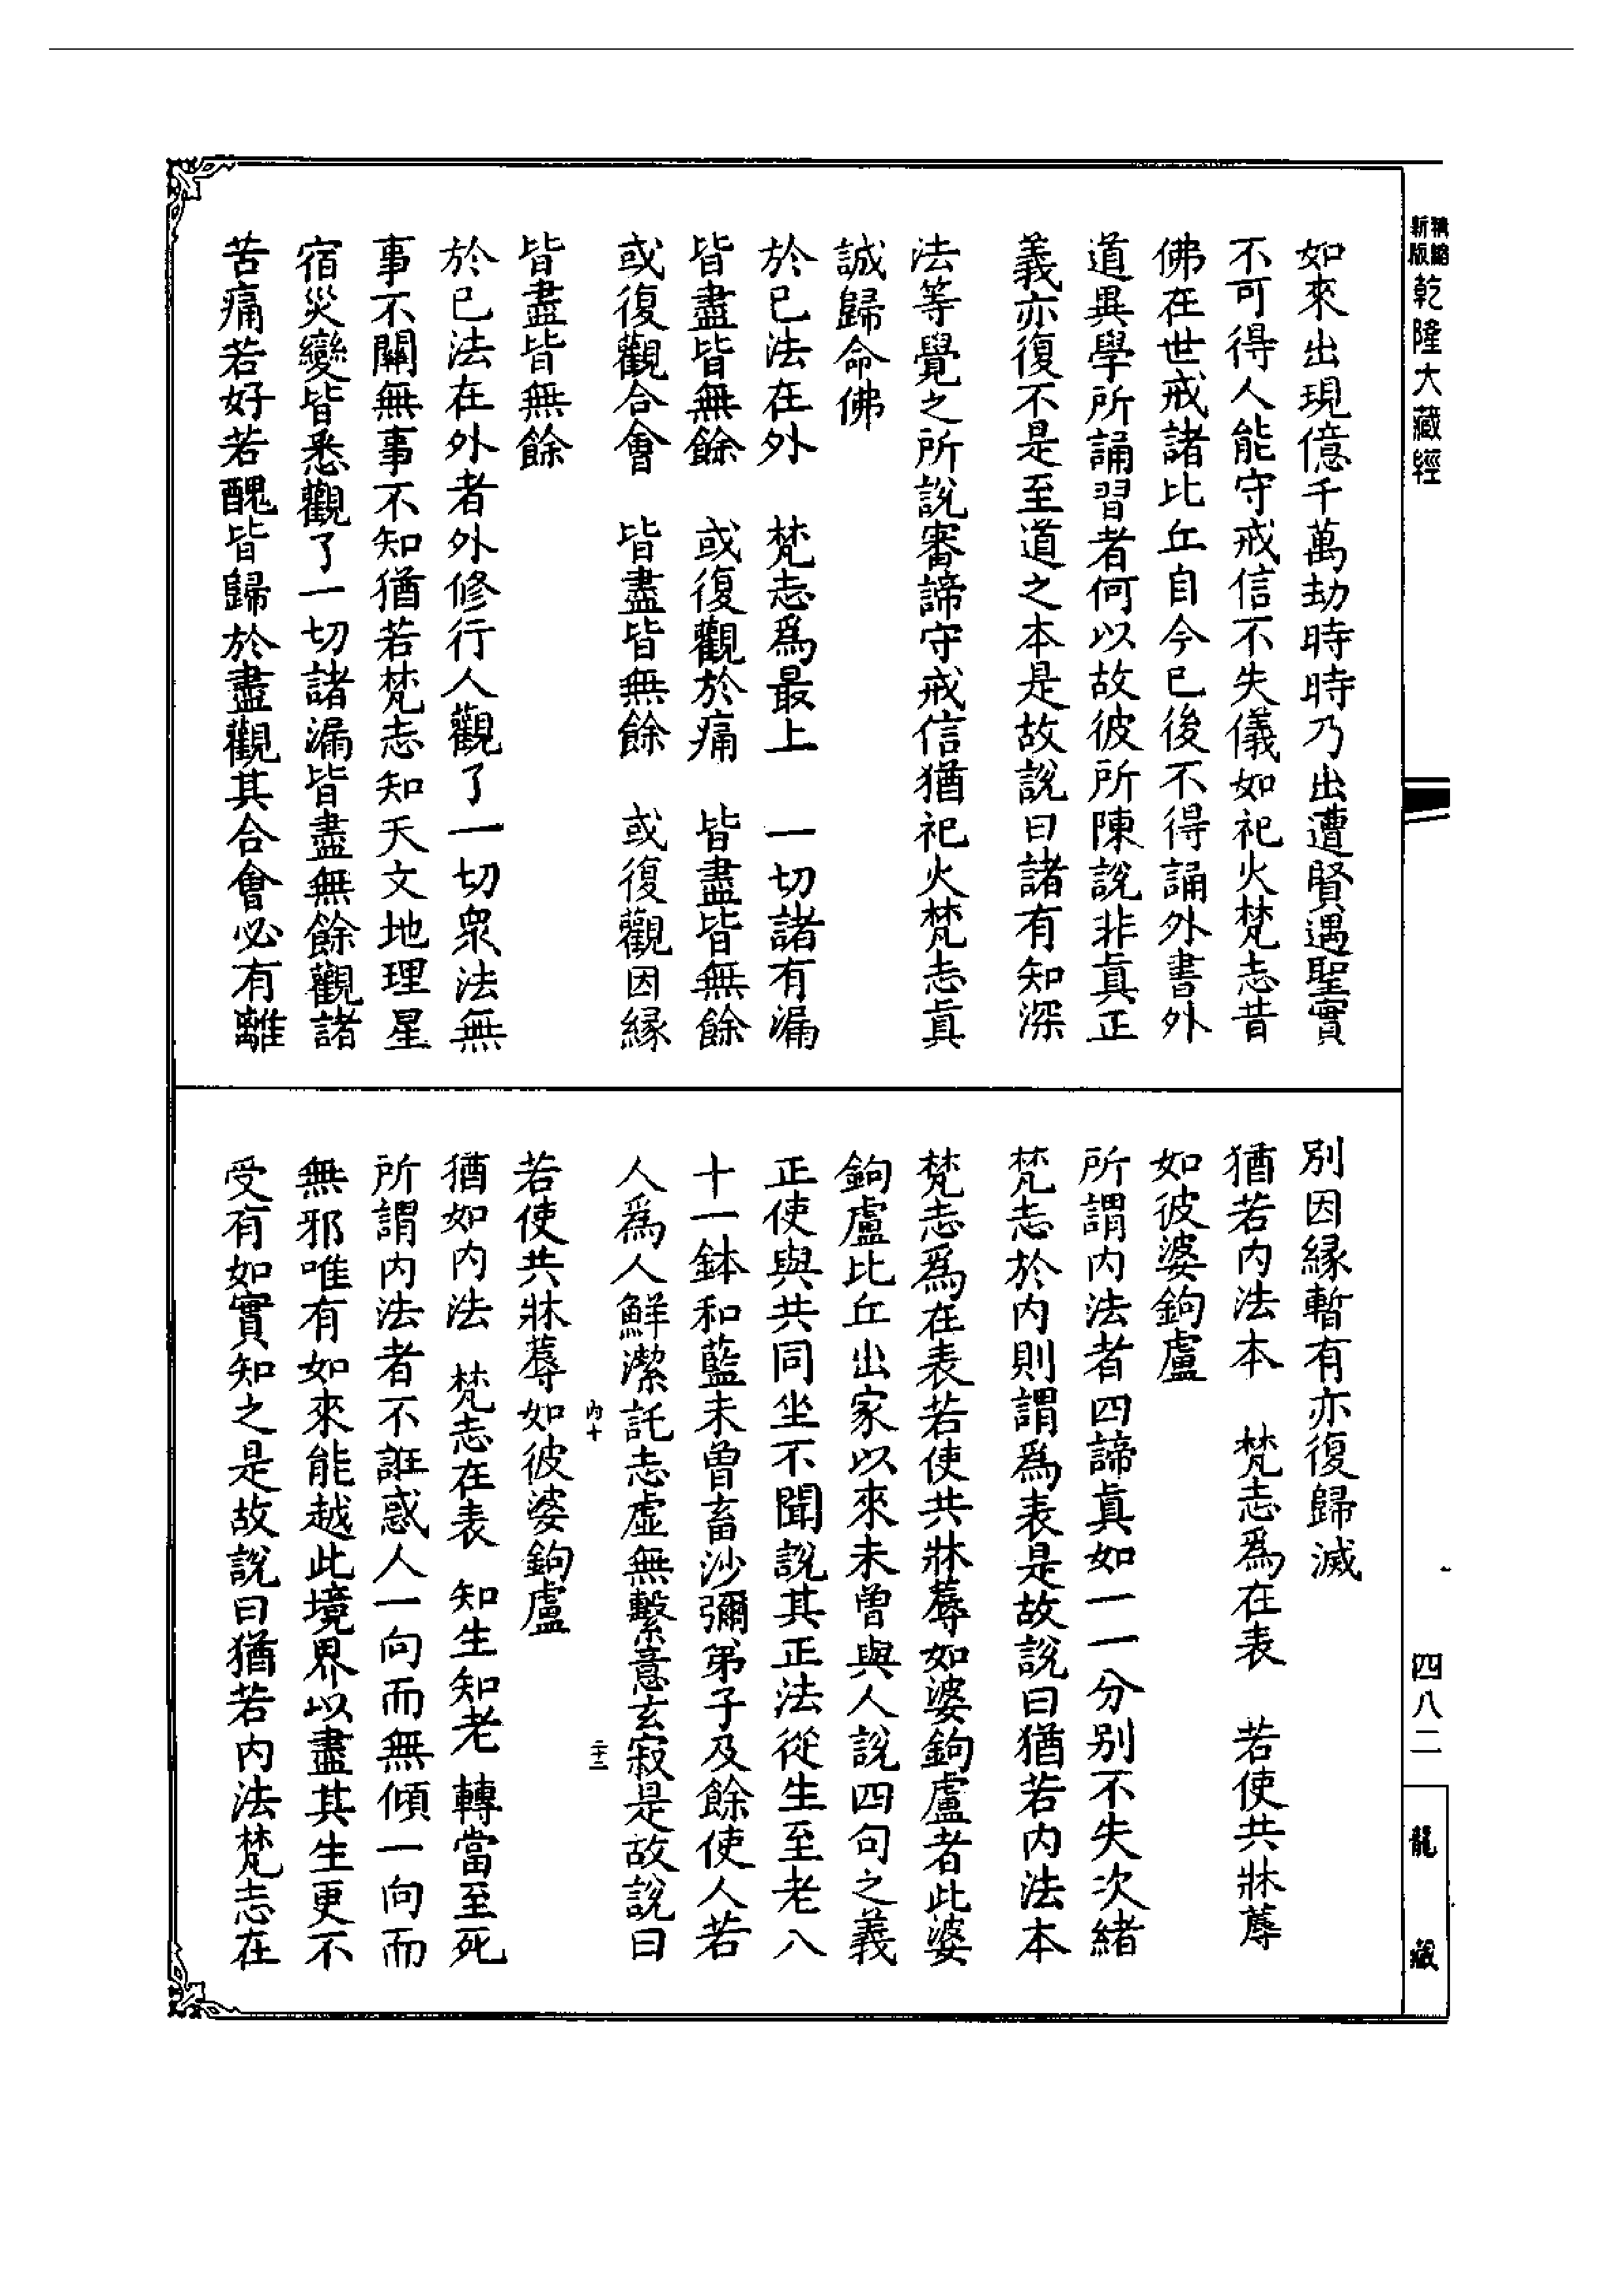 精縮
新版
乾隆大藏經
如來出現億千萬劫時時乃出遭賢遇聖實
不可得人能守戒信不失儀如祀火梵志昔
佛在世戒諸比丘自今已後不得誦外書外
道異學所誦習者何以故彼所陳說非真正
義亦復不是至道之本是故說曰諸有知深
法等覺之所說審諦守戒信猶祀火梵志真
誠歸命佛
於已法在外　梵志爲最上　一切諸有漏
皆盡皆無餘　或復觀於痛　皆盡皆無餘
或復觀合會　皆盡皆無餘　或復觀因緣
皆盡皆無餘
於已法在外者外修行人觀了一切衆法無
事不關無事不知猶若梵志知天文地理星
宿災變皆悉觀了一切諸漏皆盡無餘觀諸
苦痛若好若醜皆歸於盡觀其合會必有離
別因緣暫有亦復歸滅
猶若内法本　梵志爲在表　若使共牀蓐
如彼婆鉤盧
所謂内法者四諦真如一一分别不失次緒
梵志於内則謂爲表是故說曰猶若内法本
梵志爲在表若使共牀蓐如婆鉤盧者此婆
鉤盧比丘出家以來未曾與人說四句之義
正使與共同坐不聞說其正法從生至老八
十一鉢和藍未曾畜沙彌弟子及餘使人若
人爲人鮮潔託志虛無繫意玄寂是故說曰
内十
二十二
若使共牀蓐如彼婆鉤盧
猶如内法　梵志在表　知生知老　轉當至死
所謂内法者不誑惑人一向而無傾一向而
無邪唯有如來能越此境界以盡其生更不
受有如實知之是故說曰猶若内法梵志在
四八二
龍藏